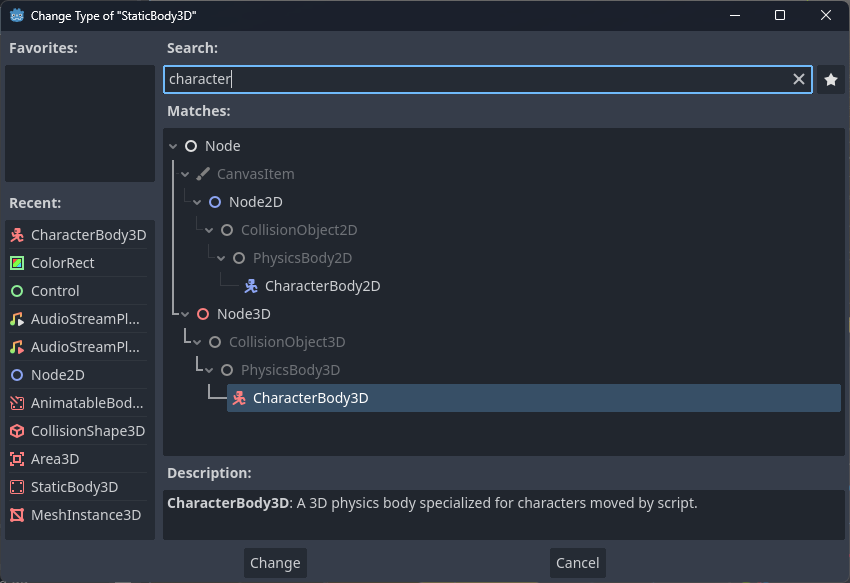 Change Type of "StaticBody3D"
Favorites:
Search:
character
Matches:
Node
CanvasItem
Node2D
CollisionObject2D
PhysicsBody2D
CharacterBody2D
Node3D
CollisionObject3D
PhysicsBody3D
CharacterBody3D
Recent:
CharacterBody3D
ColorRect
Control
AudioStreamPl...
AudioStreamPl...
Node2D
AnimatableBod...
CollisionShape3D
Area3D
StaticBody3D
MeshInstance3D
Description:
CharacterBody3D: A 3D physics body specialized for characters moved by script.
Change
Cancel